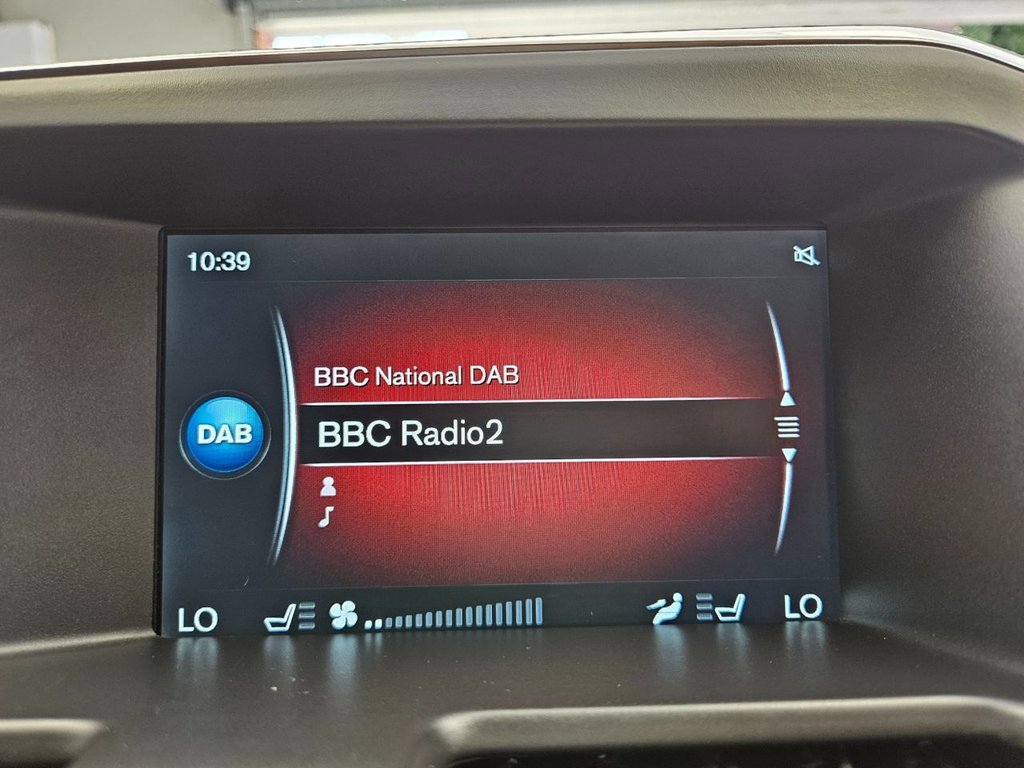 10:39
BBC National DAB
DAB
BBC Radio2
LO
LO